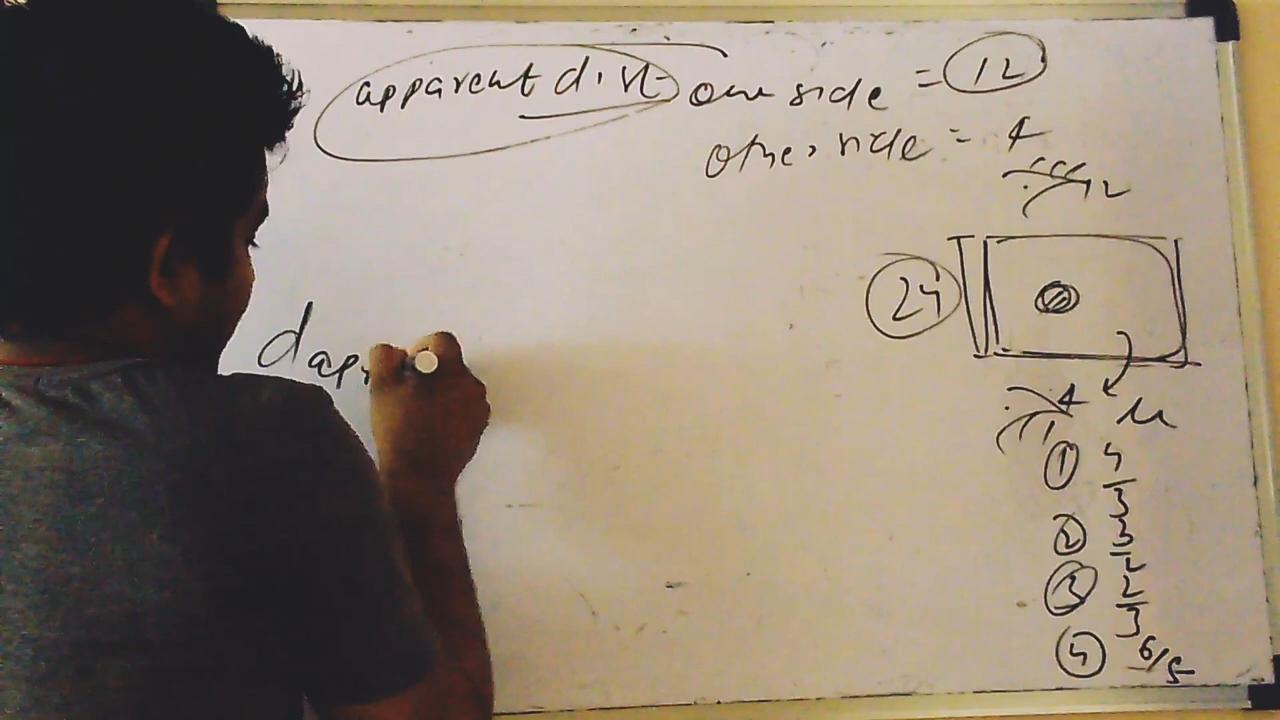 apparent dist one side = 12
other side = 4
12
24
4
μ
① 4/3
② 3/2
③ 2/3
④ 6/5
dap